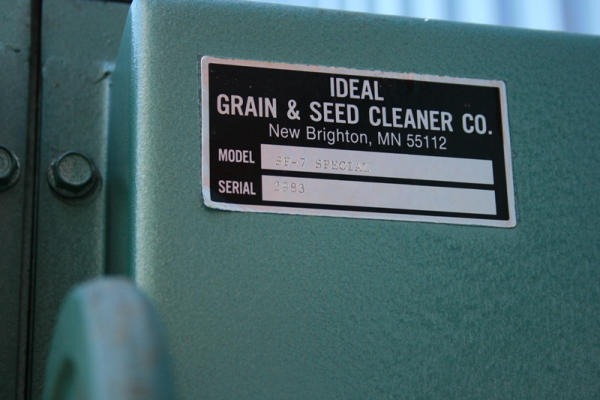 IDEAL
GRAIN & SEED CLEANER CO.
New Brighton, MN 55112
MODEL SPECIAL
SERIAL